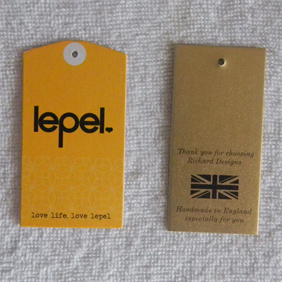 lepel.
love life. love lepel
Thank you for choosing
Richard Designs
Handmade in England
especially for you